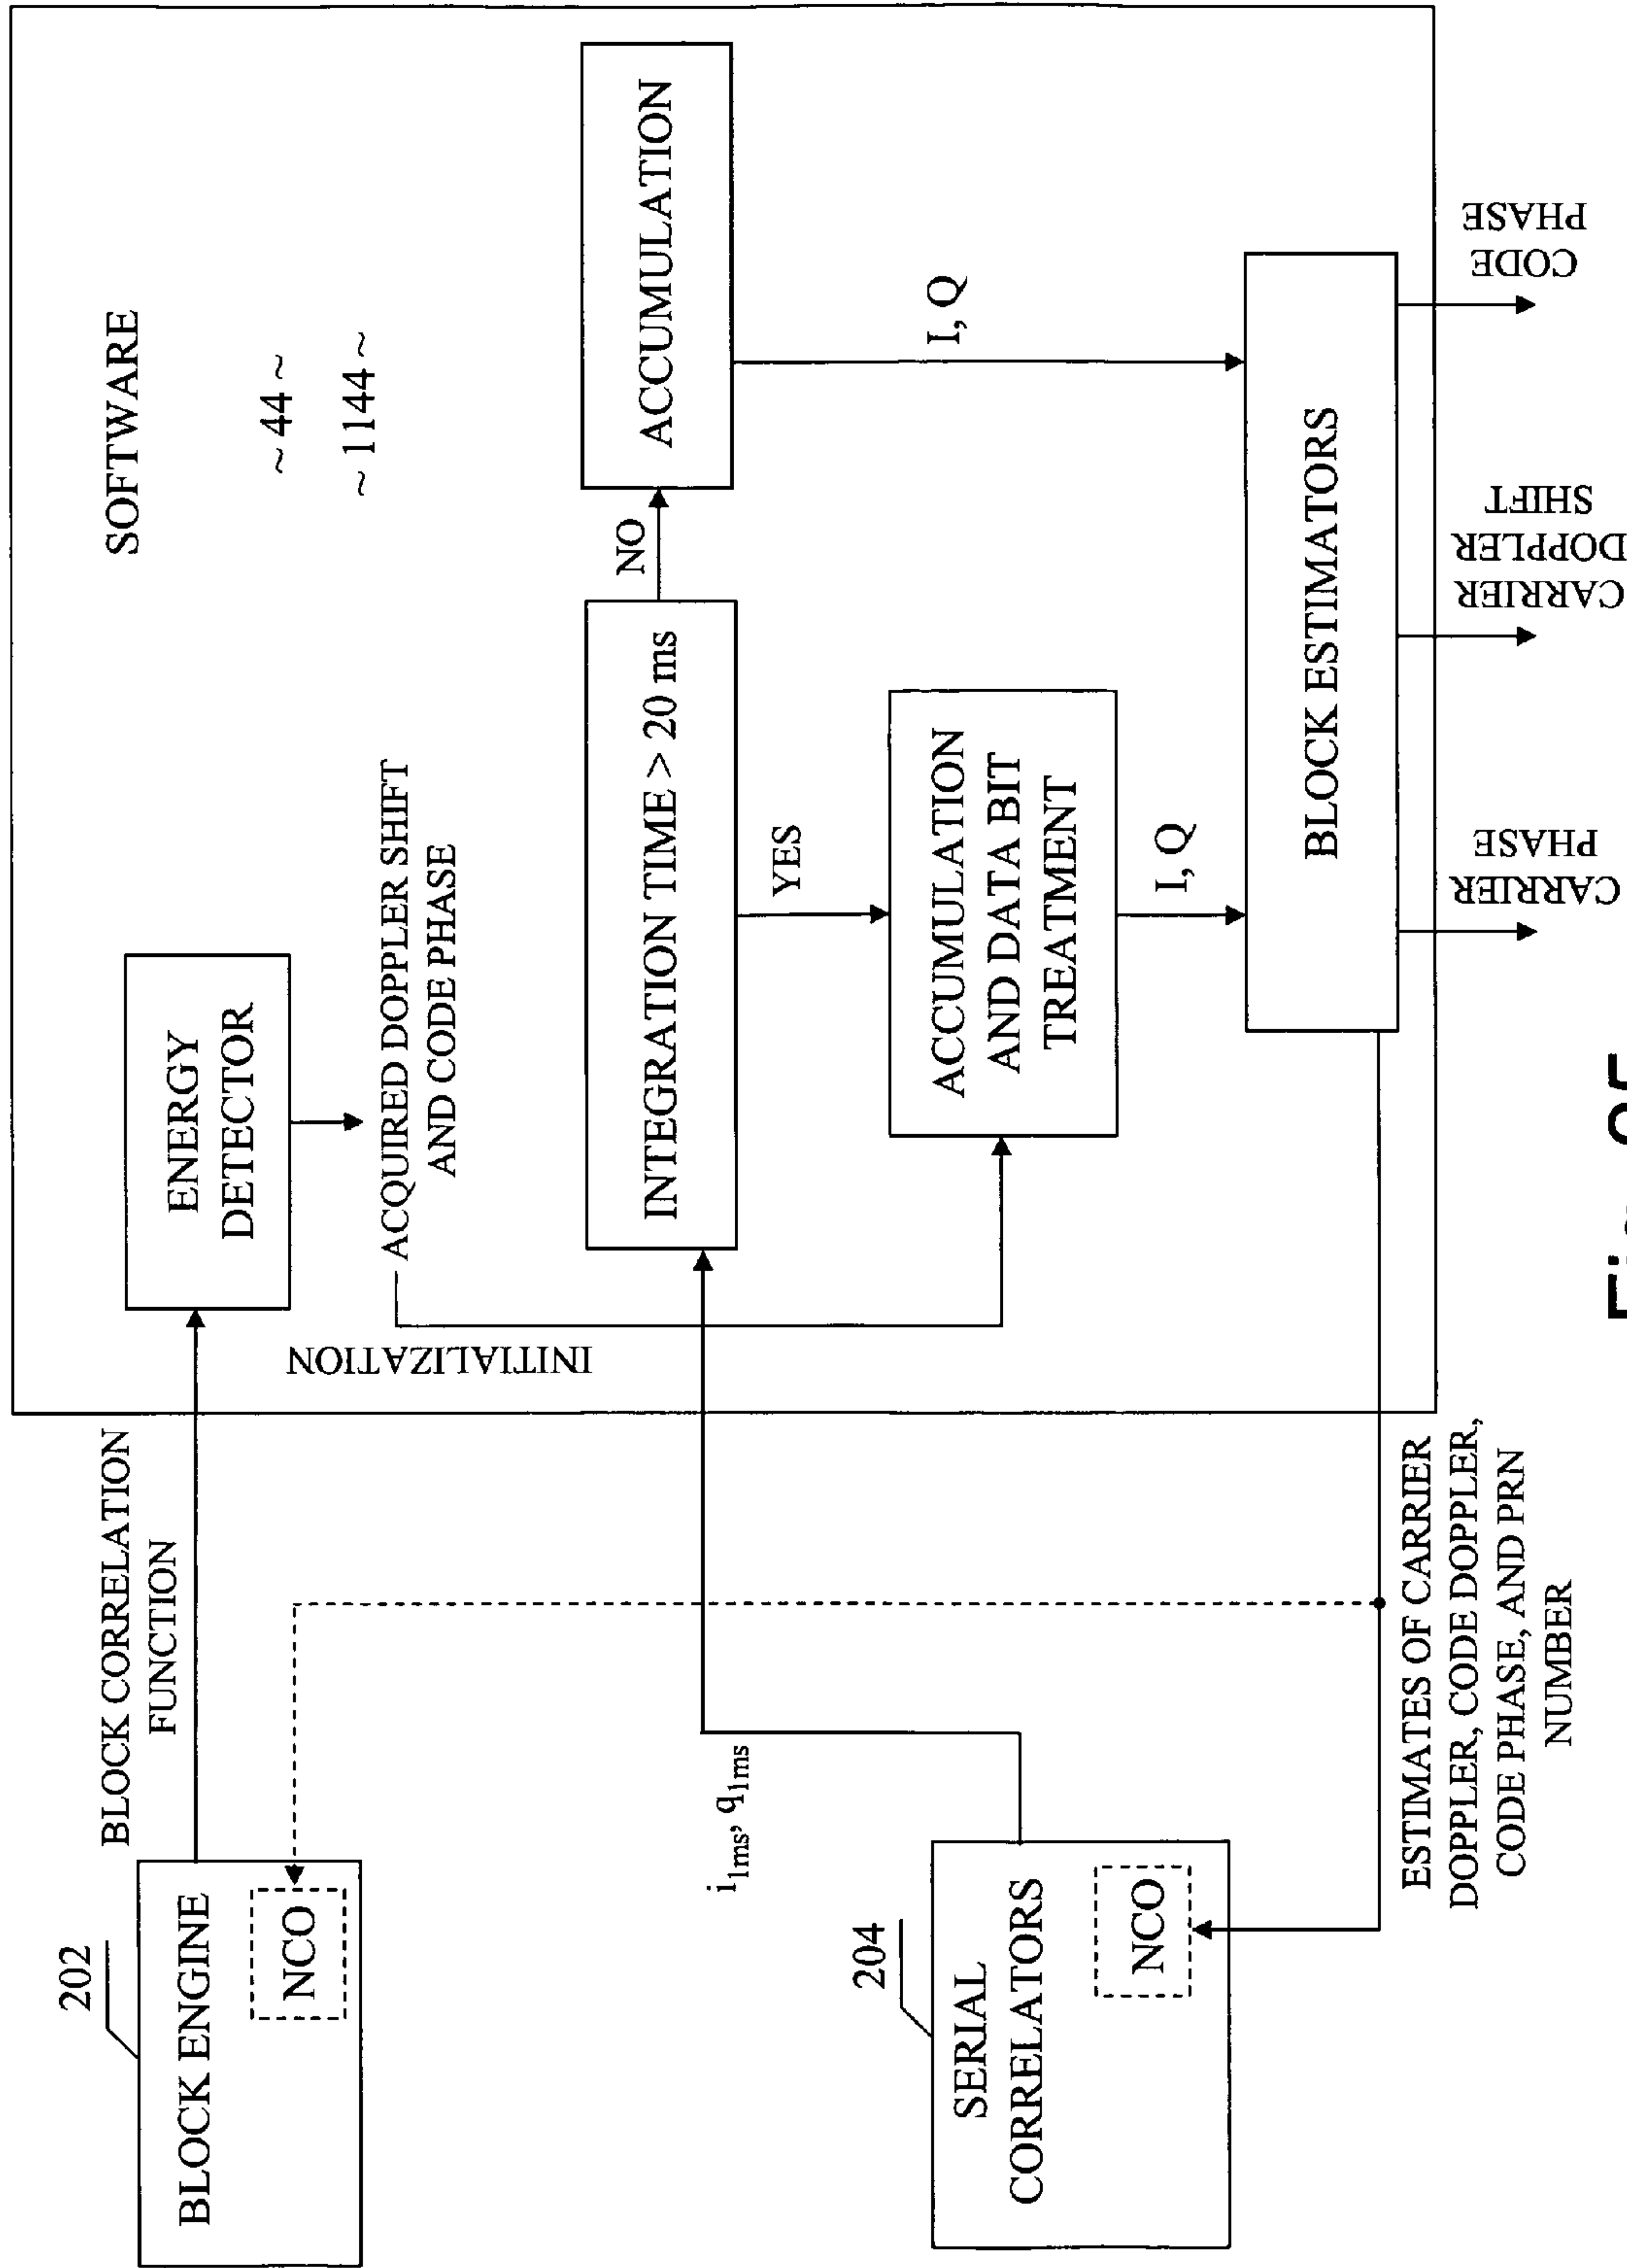 SOFTWARE
~ 44 ~
~ 1144 ~
202
BLOCK ENGINE
NCO
BLOCK CORRELATION
FUNCTION
ENERGY
DETECTOR
ACQUIRED DOPPLER SHIFT
AND CODE PHASE
INITIALIZATION
204
SERIAL
CORRELATORS
NCO
i1ms, q1ms
INTEGRATION TIME > 20 ms
NO
ACCUMULATION
YES
ACCUMULATION
AND DATA BIT
TREATMENT
I, Q
I, Q
BLOCK ESTIMATORS
ESTIMATES OF CARRIER
DOPPLER, CODE DOPPLER,
CODE PHASE, AND PRN
NUMBER
CARRIER
PHASE
CARRIER
DOPPLER
SHIFT
CODE
PHASE